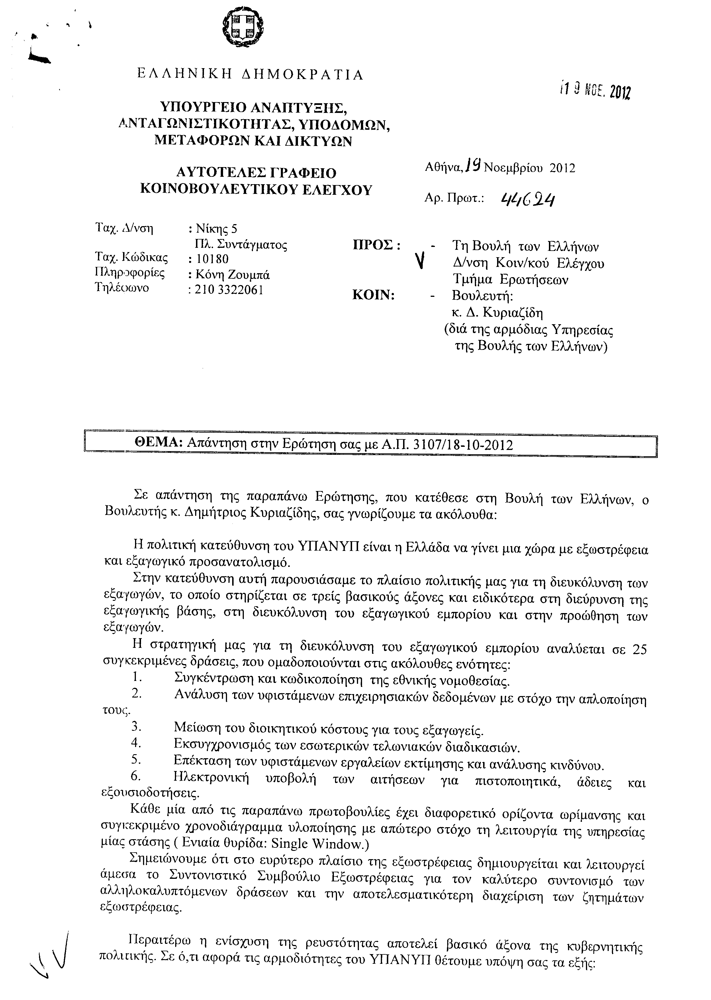 ΕΛΛΗΝΙΚΗ ΔΗΜΟΚΡΑΤΙΑ
19 ΝΟΕ. 2012
ΥΠΟΥΡΓΕΙΟ ΑΝΑΠΤΥΞΗΣ,
ΑΝΤΑΓΩΝΙΣΤΙΚΟΤΗΤΑΣ, ΥΠΟΔΟΜΩΝ,
ΜΕΤΑΦΟΡΩΝ ΚΑΙ ΔΙΚΤΥΩΝ
ΑΥΤΟΤΕΛΕΣ ΓΡΑΦΕΙΟ
ΚΟΙΝΟΒΟΥΛΕΥΤΙΚΟΥ ΕΛΕΓΧΟΥ
Αθήνα, 19 Νοεμβρίου 2012
Αρ. Πρωτ.: 44624
Ταχ. Δ/νση : Νίκης 5
Πλ. Συντάγματος
Ταχ. Κώδικας : 10180
Πληροφορίες : Κόνη Ζουμπά
Τηλέφωνο : 210 3322061
ΠΡΟΣ : - Τη Βουλή των Ελλήνων
Δ/νση Κοιν/κού Ελέγχου
Τμήμα Ερωτήσεων
ΚΟΙΝ: - Βουλευτή:
κ. Δ. Κυριαζίδη
(διά της αρμόδιας Υπηρεσίας
της Βουλής των Ελλήνων)
ΘΕΜΑ: Απάντηση στην Ερώτηση σας με Α.Π. 3107/18-10-2012
Σε απάντηση της παραπάνω Ερώτησης, που κατέθεσε στη Βουλή των Ελλήνων, ο
Βουλευτής κ. Δημήτριος Κυριαζίδης, σας γνωρίζουμε τα ακόλουθα:
Η πολιτική κατεύθυνση του ΥΠΑΝΥΠ είναι η Ελλάδα να γίνει μια χώρα με εξωστρέφεια
και εξαγωγικό προσανατολισμό.
Στην κατεύθυνση αυτή παρουσιάσαμε το πλαίσιο πολιτικής μας για τη διευκόλυνση των
εξαγωγών, το οποίο στηρίζεται σε τρείς βασικούς άξονες και ειδικότερα στη διεύρυνση της
εξαγωγικής βάσης, στη διευκόλυνση του εξαγωγικού εμπορίου και στην προώθηση των
εξαγωγών.
Η στρατηγική μας για τη διευκόλυνση του εξαγωγικού εμπορίου αναλύεται σε 25
συγκεκριμένες δράσεις, που ομαδοποιούνται στις ακόλουθες ενότητες:
1. Συγκέντρωση και κωδικοποίηση της εθνικής νομοθεσίας.
2. Ανάλυση των υφιστάμενων επιχειρησιακών δεδομένων με στόχο την απλοποίηση
τους.
3. Μείωση του διοικητικού κόστους για τους εξαγωγείς.
4. Εκσυγχρονισμός των εσωτερικών τελωνιακών διαδικασιών.
5. Επέκταση των υφιστάμενων εργαλείων εκτίμησης και ανάλυσης κινδύνου.
6. Ηλεκτρονική υποβολή των αιτήσεων για πιστοποιητικά, άδειες και
εξουσιοδοτήσεις.
Κάθε μία από τις παραπάνω πρωτοβουλίες έχει διαφορετικό ορίζοντα ωρίμανσης και
συγκεκριμένο χρονοδιάγραμμα υλοποίησης με απώτερο στόχο τη λειτουργία της υπηρεσίας
μίας στάσης ( Ενιαία θυρίδα: Single Window.)
Σημειώνουμε ότι στο ευρύτερο πλαίσιο της εξωστρέφειας δημιουργείται και λειτουργεί
άμεσα το Συντονιστικό Συμβούλιο Εξωστρέφειας για τον καλύτερο συντονισμό των
αλληλοκαλυπτόμενων δράσεων και την αποτελεσματικότερη διαχείριση των ζητημάτων
εξωστρέφειας.
Περαιτέρω η ενίσχυση της ρευστότητας αποτελεί βασικό άξονα της κυβερνητικής
πολιτικής. Σε ό,τι αφορά τις αρμοδιότητες του ΥΠΑΝΥΠ θέτουμε υπόψη σας τα εξής: